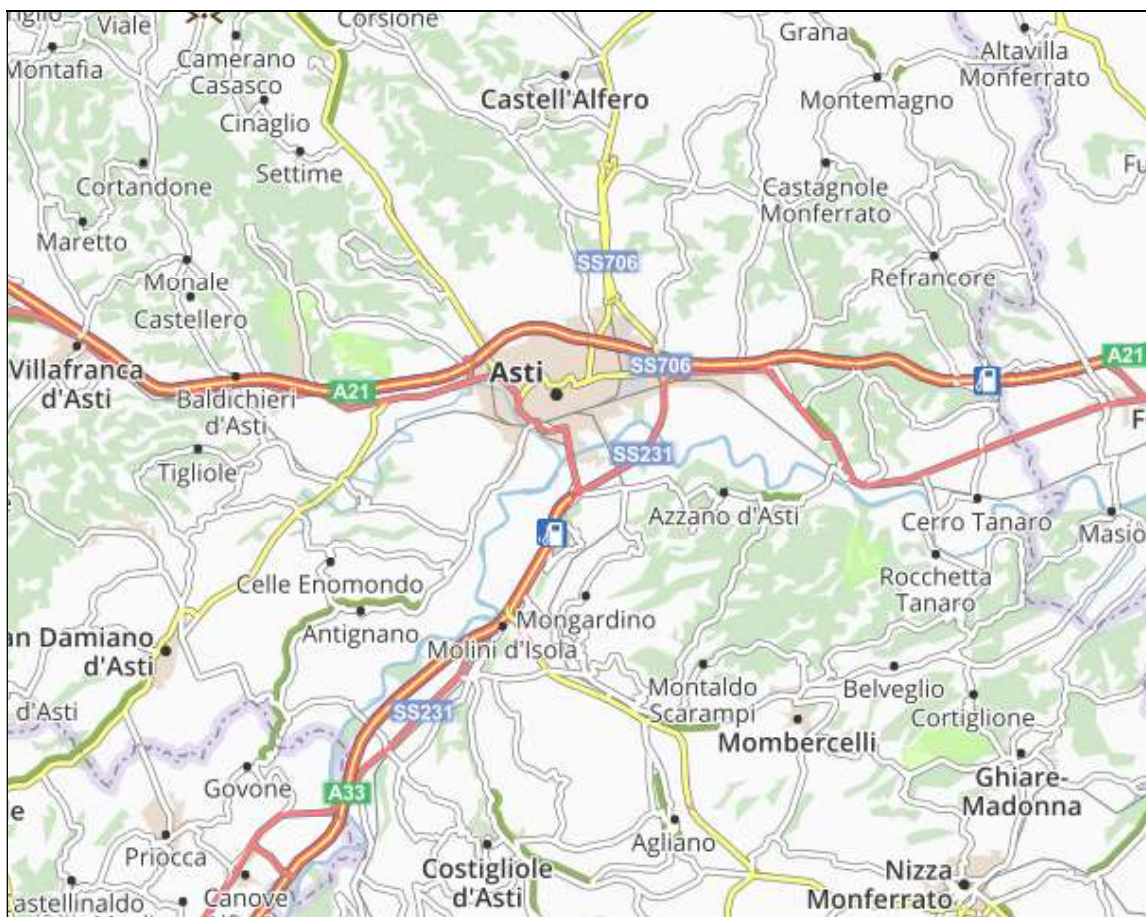 Viale
Corsione
Grana
Altavilla
Monferrato
Montafia
Camerano
Casasco
Castell'Alfero
Montemagno
Cinaglio
Settime
Cortandone
Castagnole
Monferrato
Maretto
SS706
Refrancore
Monale
Castellero
Villafranca
d'Asti
A21
SS706
A21
Asti
Baldichieri
d'Asti
Tigliole
SS231
Azzano d'Asti
Cerro Tanaro
Masio
Celle Enomondo
Rocchetta
Tanaro
Antignano
Mongardino
Molini d'Isola
an Damiano
d'Asti
Montaldo
Scarampi
Belveglio
Cortiglione
d'Asti
SS231
Mombercelli
Govone
A33
Ghiare-
Madonna
Priocca
Agliano
Costigliole
d'Asti
Nizza
Monferrato
Canove
astellinaldo